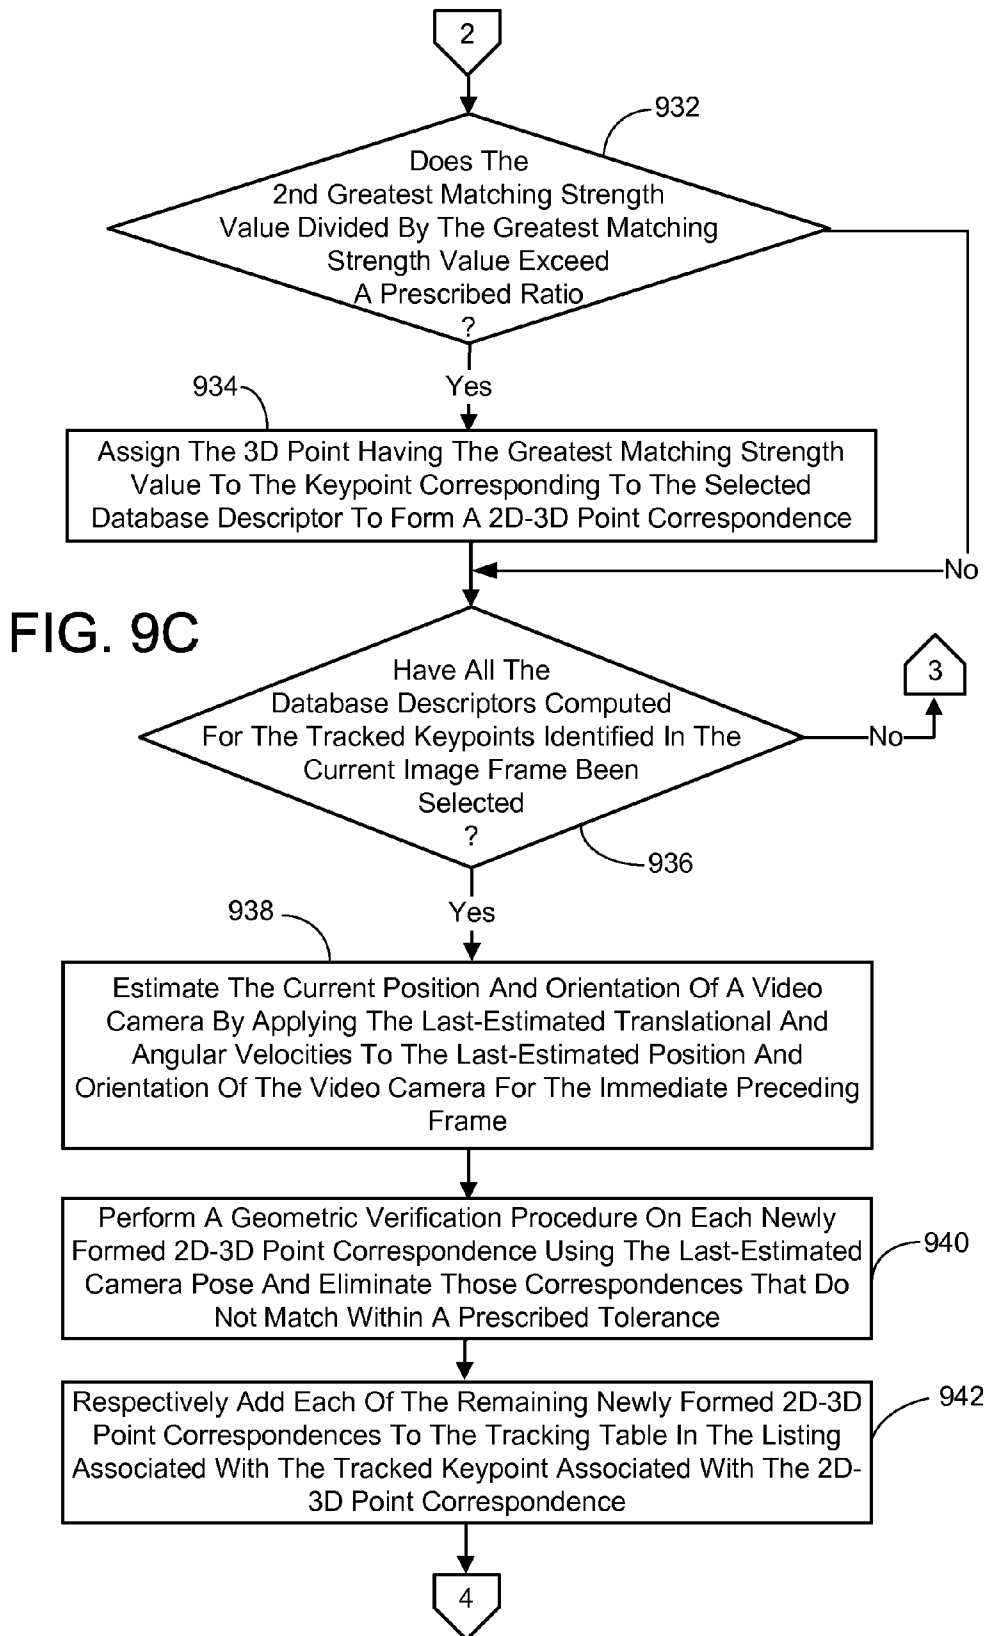 2
932
Does The
2nd Greatest Matching Strength
Value Divided By The Greatest Matching
Strength Value Exceed
A Prescribed Ratio
?
Yes
934
Assign The 3D Point Having The Greatest Matching Strength
Value To The Keypoint Corresponding To The Selected
Database Descriptor To Form A 2D-3D Point Correspondence
No
FIG. 9C
Have All The
Database Descriptors Computed
For The Tracked Keypoints Identified In The
Current Image Frame Been
Selected
?
No
3
936
Yes
938
Estimate The Current Position And Orientation Of A Video
Camera By Applying The Last-Estimated Translational And
Angular Velocities To The Last-Estimated Position And
Orientation Of The Video Camera For The Immediate Preceding
Frame
Perform A Geometric Verification Procedure On Each Newly
Formed 2D-3D Point Correspondence Using The Last-Estimated
Camera Pose And Eliminate Those Correspondences That Do
Not Match Within A Prescribed Tolerance
940
Respectively Add Each Of The Remaining Newly Formed 2D-3D
Point Correspondences To The Tracking Table In The Listing
Associated With The Tracked Keypoint Associated With The 2D-
3D Point Correspondence
942
4